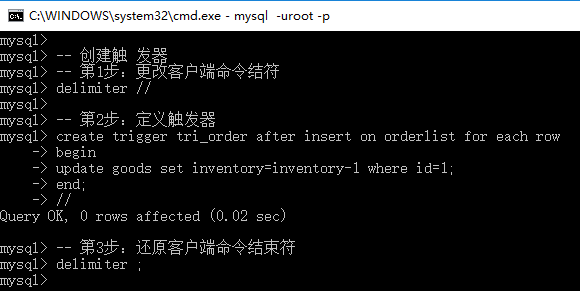 C:\WINDOWS\system32\cmd.exe - mysql  -uroot -p
mysql>
mysql> -- 创建触 发器
mysql> -- 第1步：更改客户端命令结符
mysql> delimiter //
mysql>
mysql> -- 第2步：定义触发器
mysql> create trigger tri_order after insert on orderlist for each row
    -> begin
    -> update goods set inventory=inventory-1 where id=1;
    -> end;
    -> //
Query OK, 0 rows affected (0.02 sec)
mysql> -- 第3步：还原客户端命令结束符
mysql> delimiter ;
mysql>